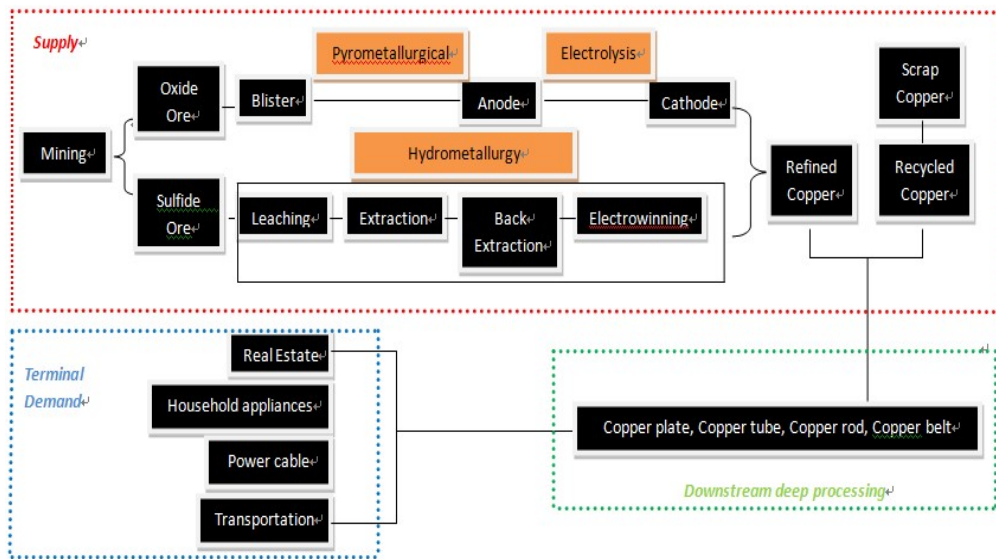 Supply
Pyrometallurgical
Electrolysis
Oxide
Ore
Blister
Anode
Cathode
Scrap
Copper
Mining
Hydrometallurgy
Refined
Copper
Recycled
Copper
Sulfide
Ore
Leaching
Extraction
Back
Extraction
Electrowinning
Terminal
Demand
Real Estate
Household appliances
Power cable
Transportation
Copper plate, Copper tube, Copper rod, Copper belt
Downstream deep processing